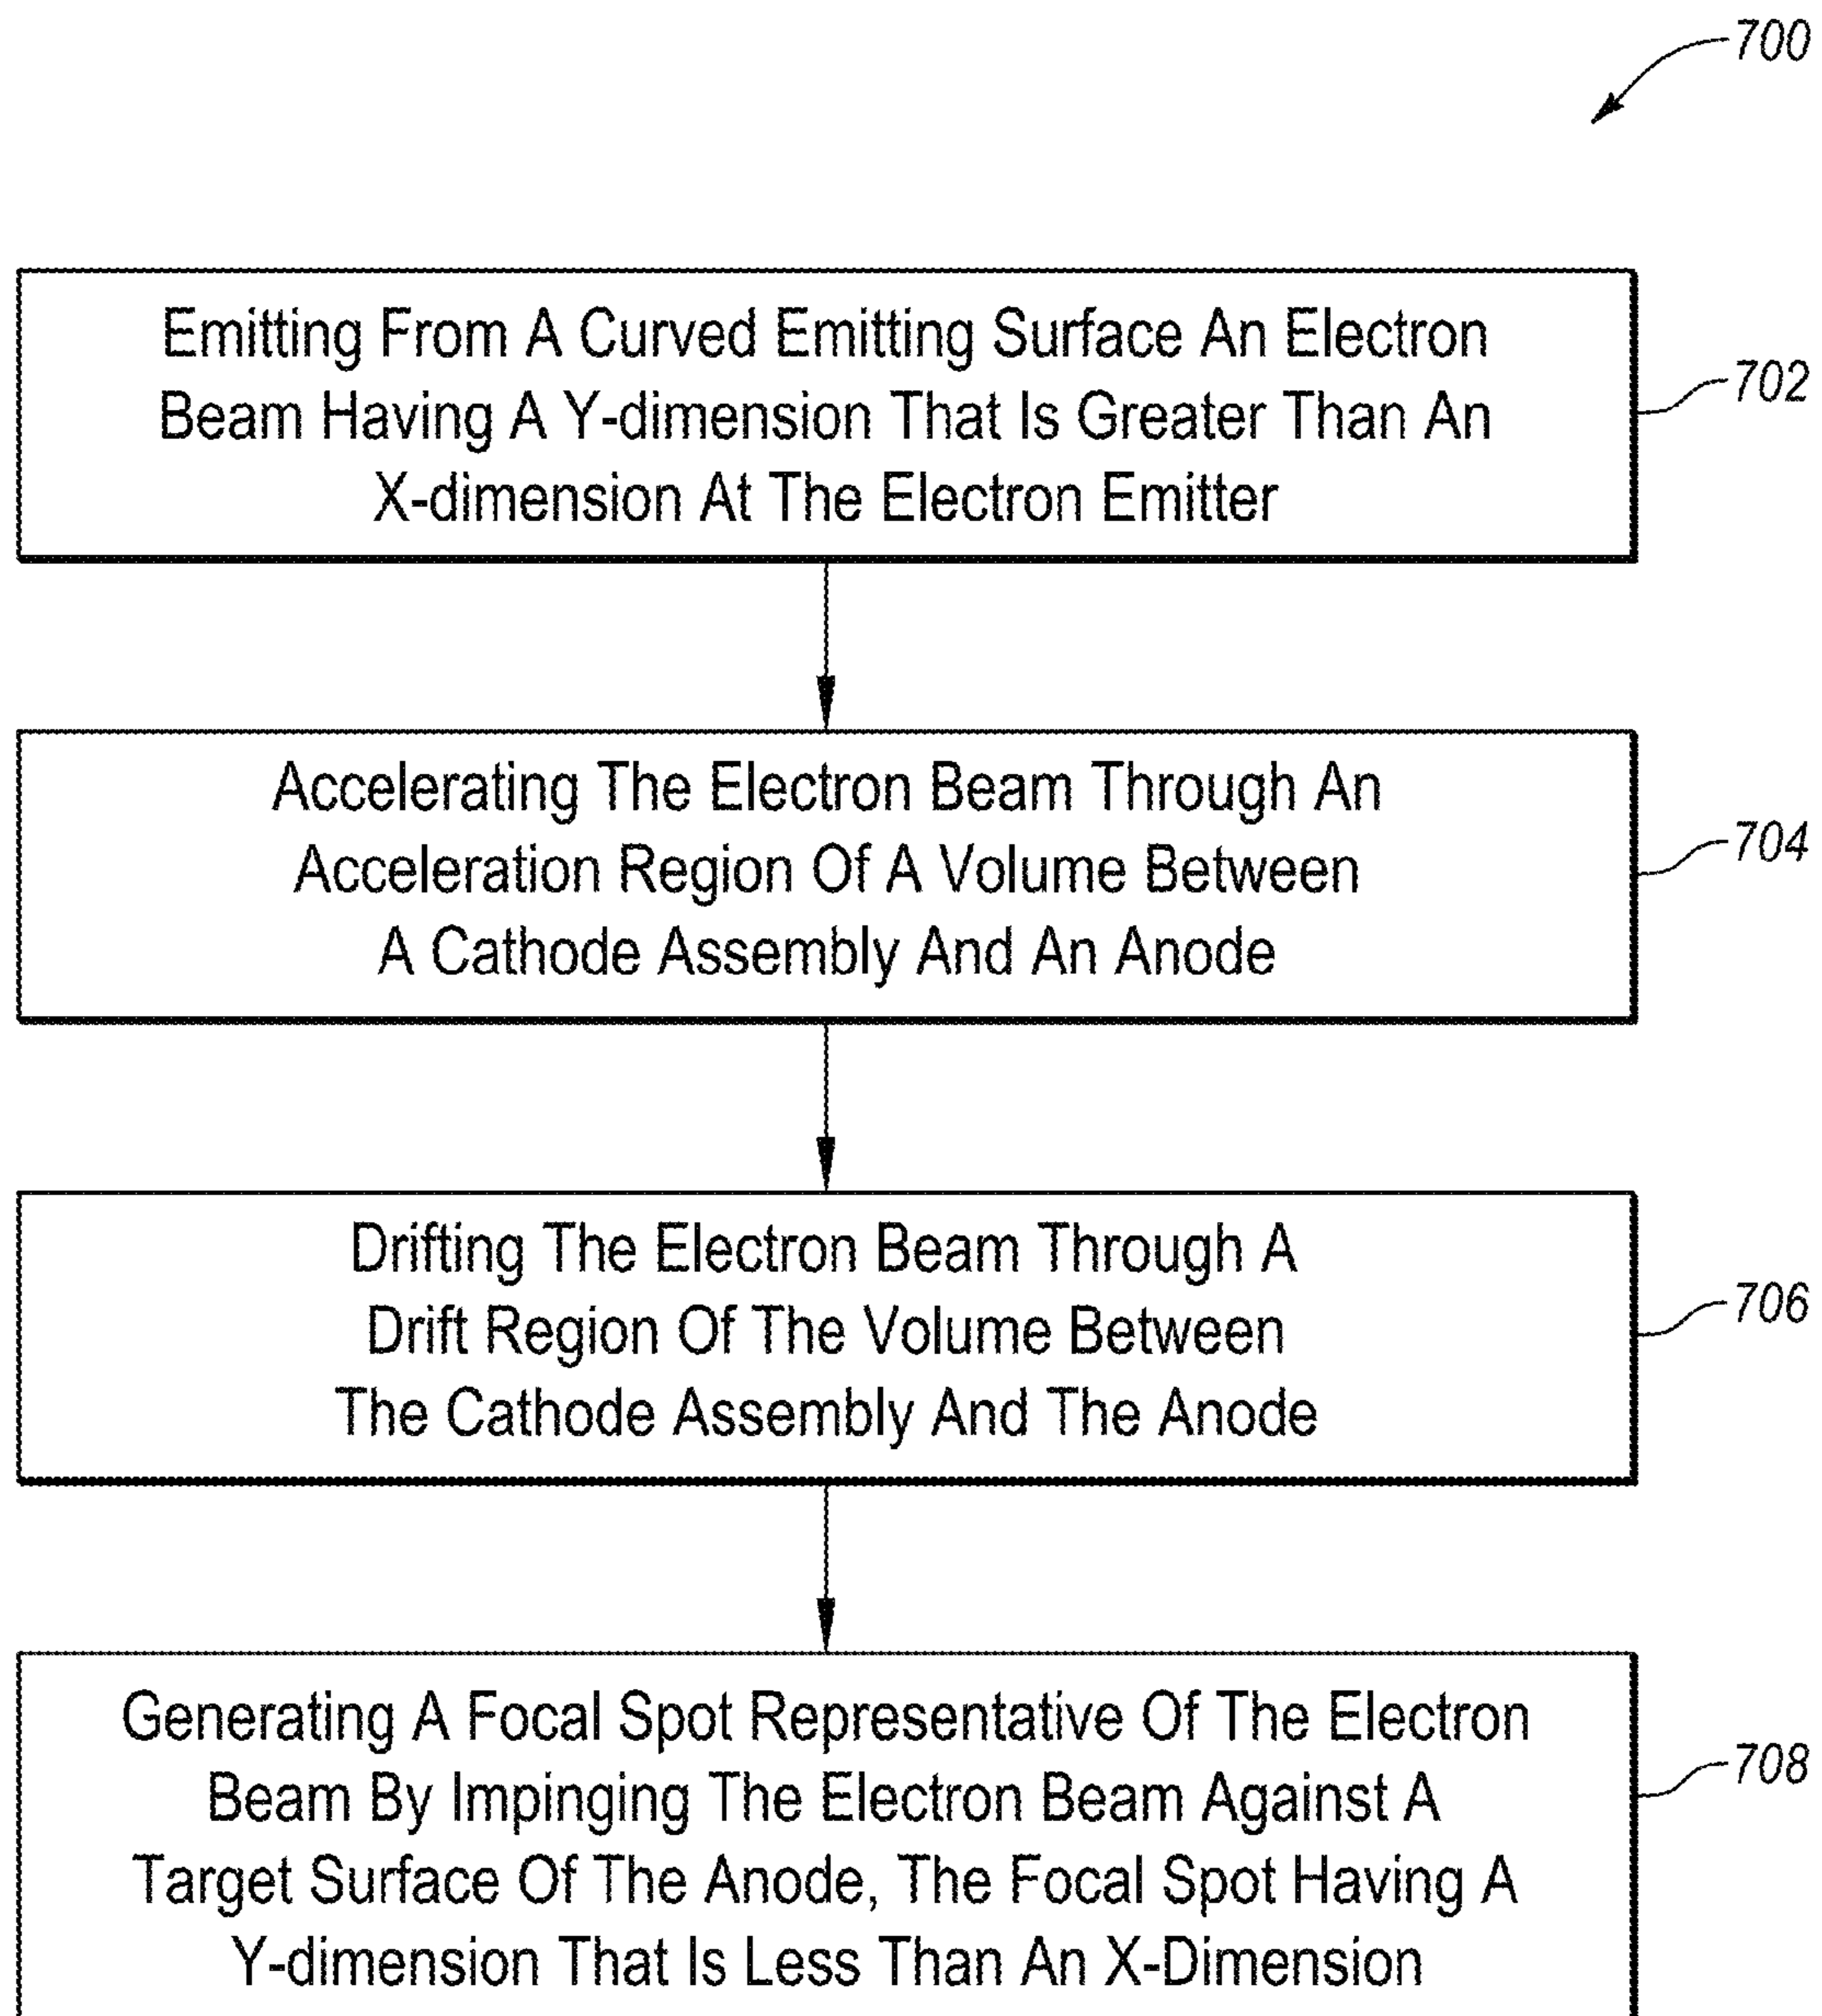 700
Emitting From A Curved Emitting Surface An Electron
Beam Having A Y-dimension That Is Greater Than An
X-dimension At The Electron Emitter
702
Accelerating The Electron Beam Through An
Acceleration Region Of A Volume Between
A Cathode Assembly And An Anode
704
Drifting The Electron Beam Through A
Drift Region Of The Volume Between
The Cathode Assembly And The Anode
706
Generating A Focal Spot Representative Of The Electron
Beam By Impinging The Electron Beam Against A
Target Surface Of The Anode, The Focal Spot Having A
Y-dimension That Is Less Than An X-Dimension
708